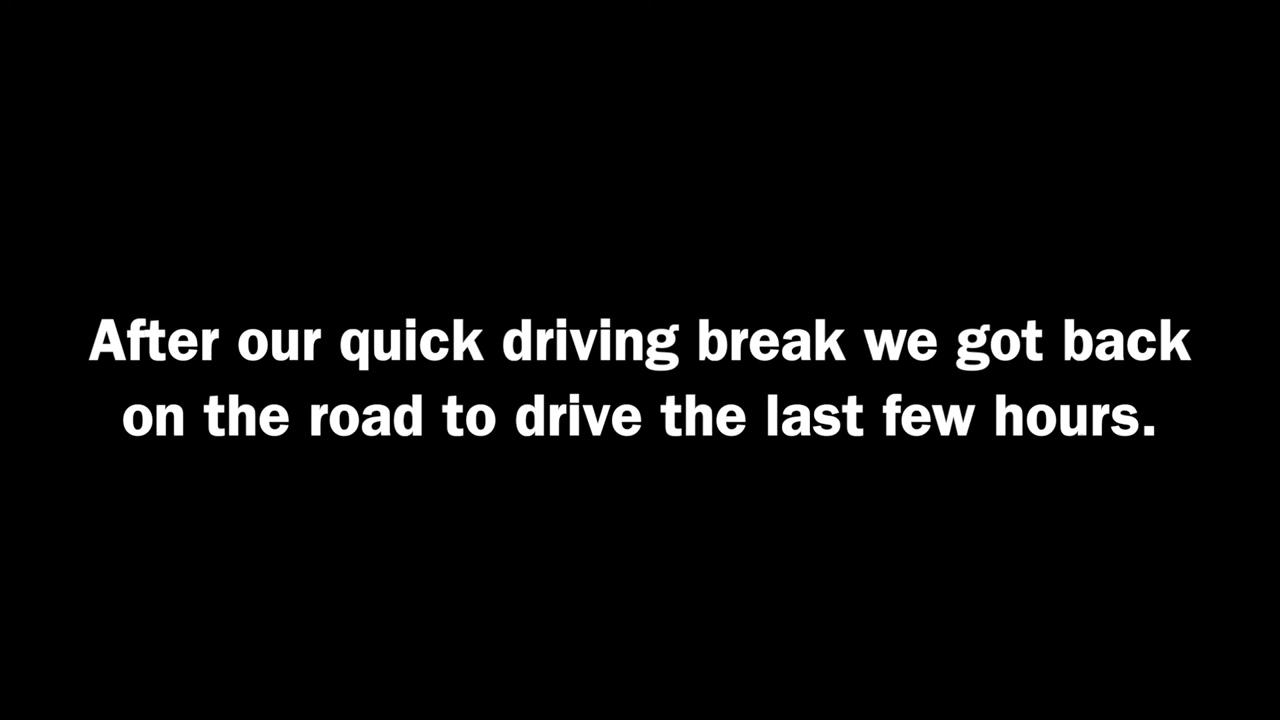 After our quick driving break we got back
on the road to drive the last few hours.